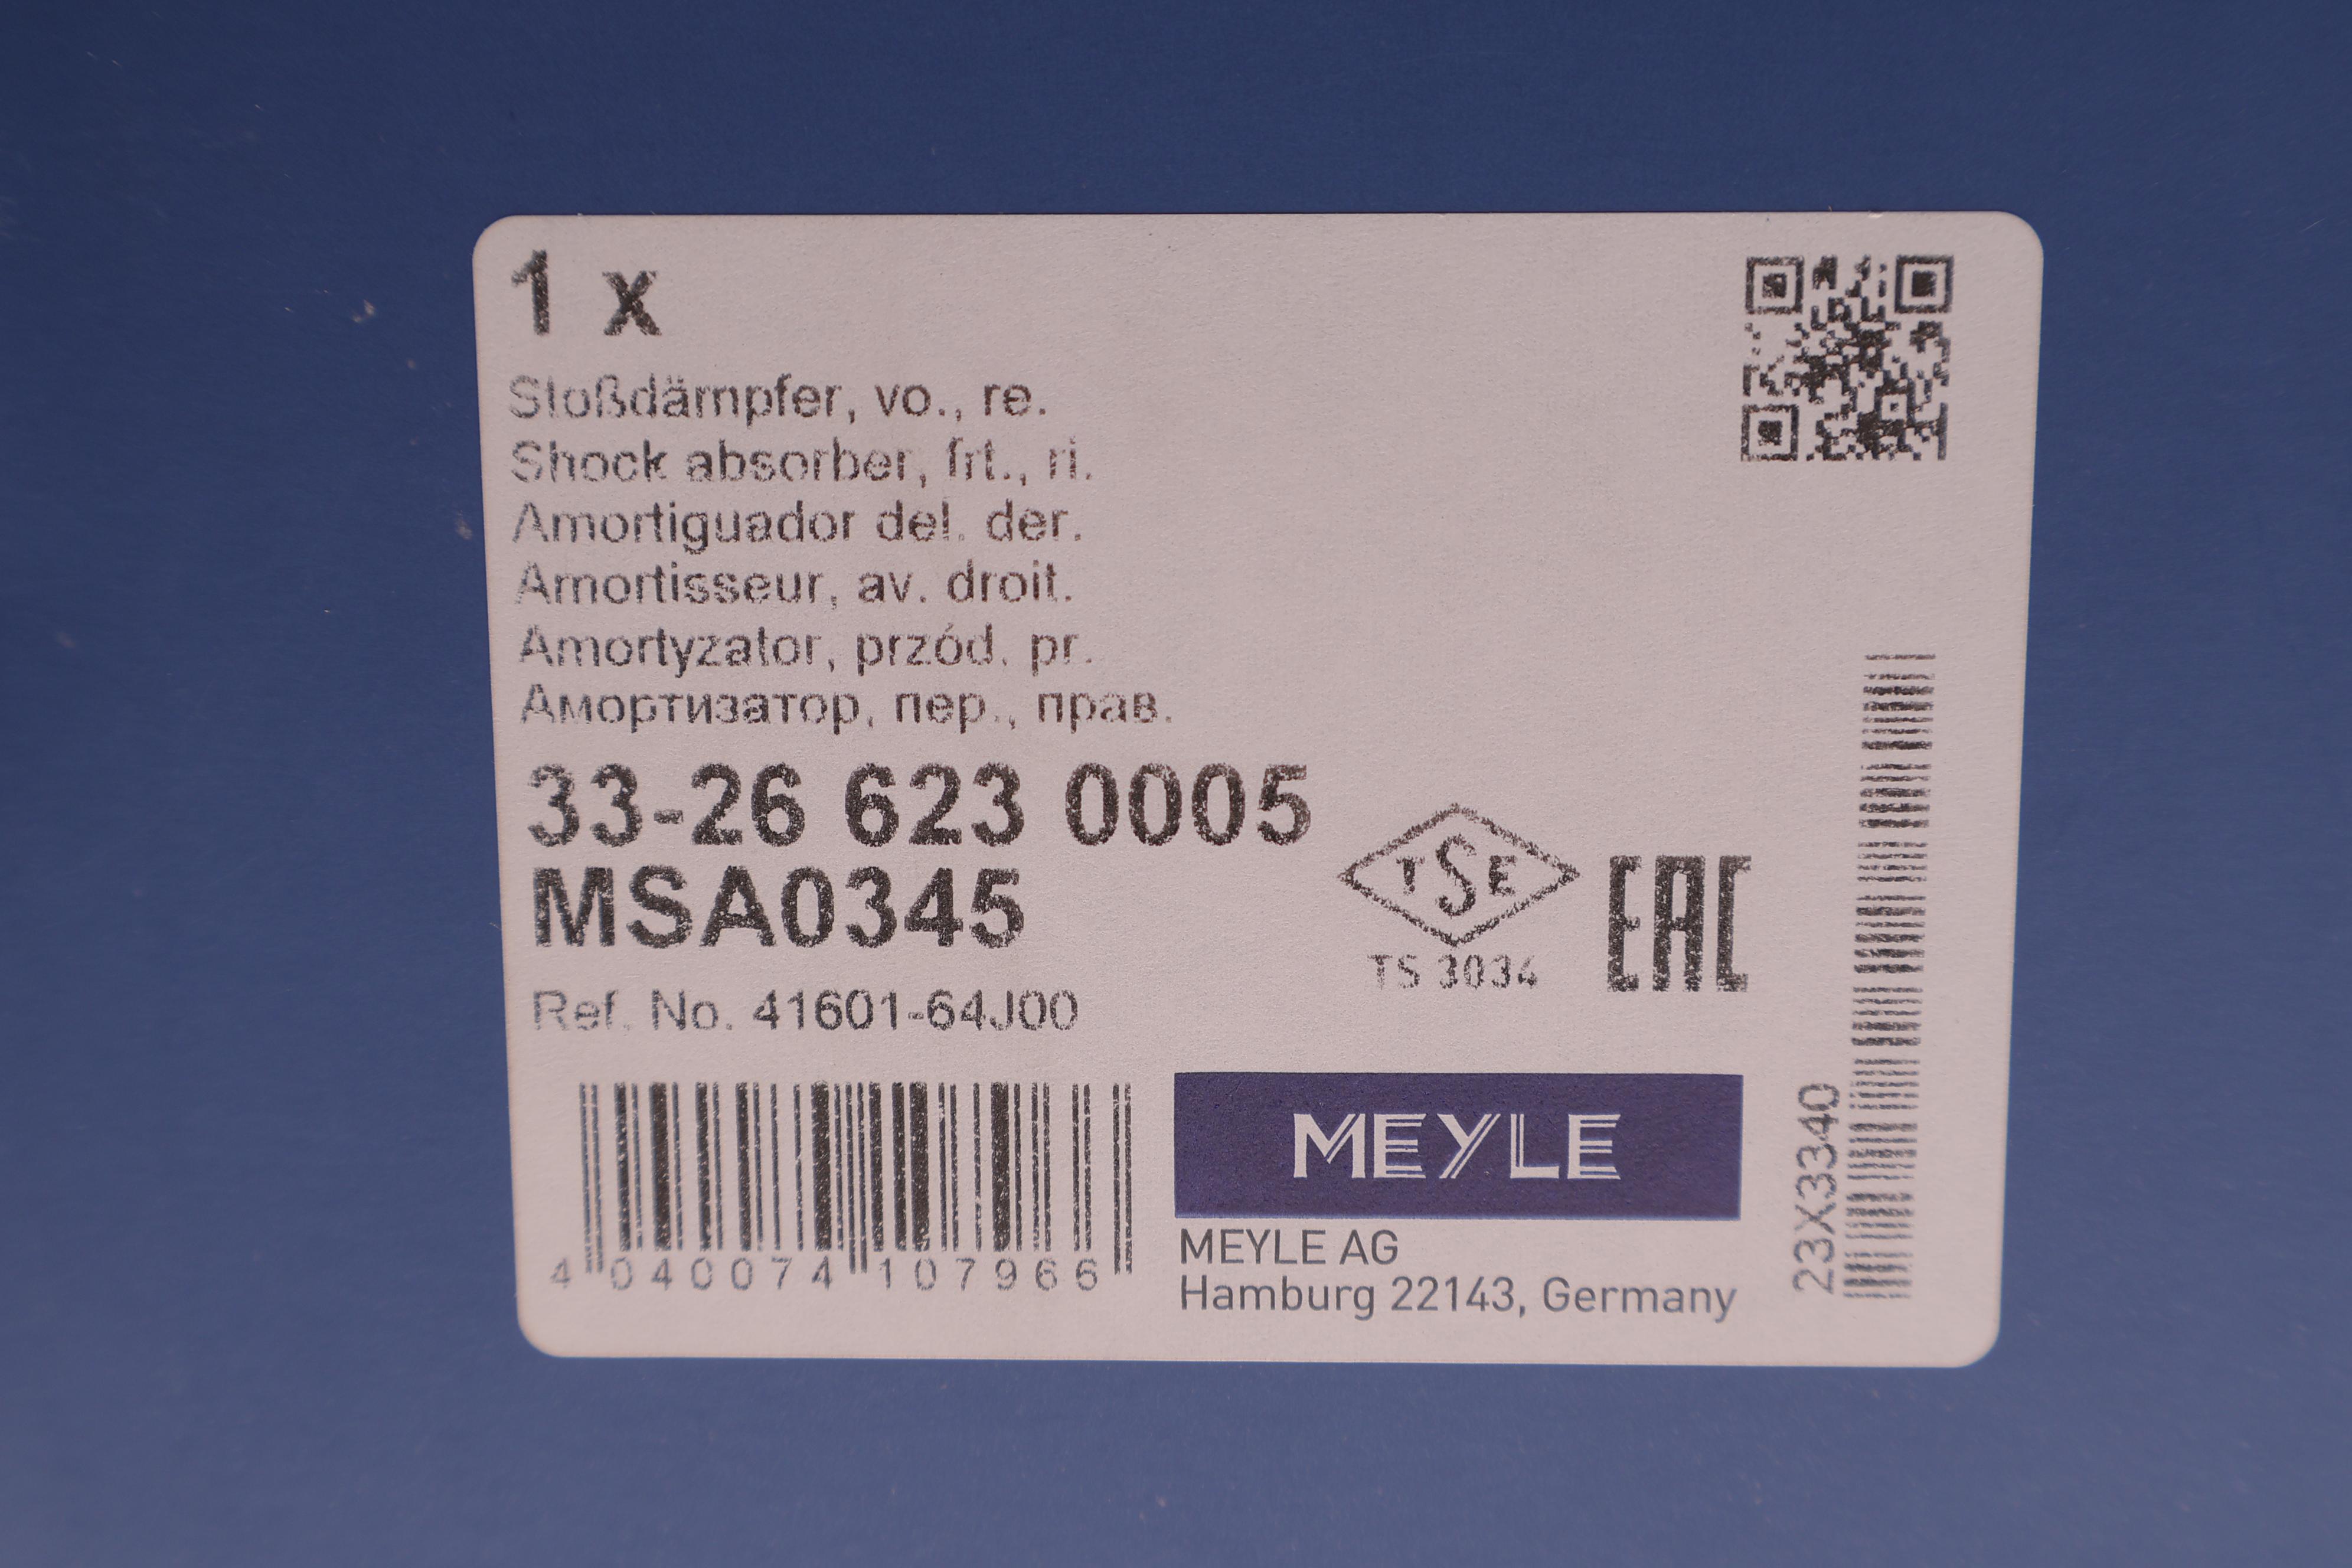 1 x
Stoßdämpfer, vo., re.
Shock absorber, frt., ri.
Amortiguador del. der.
Amortisseur, av. droit.
Amortyzator, przód, pr.
Амортизатор, пер., прав.
33-26 623 0005
MSA0345
TSE
TS 3034
EAC
Ref. No. 41601-64J00
4 040074 107966
MEYLE
MEYLE AG
Hamburg 22143, Germany
23X3340